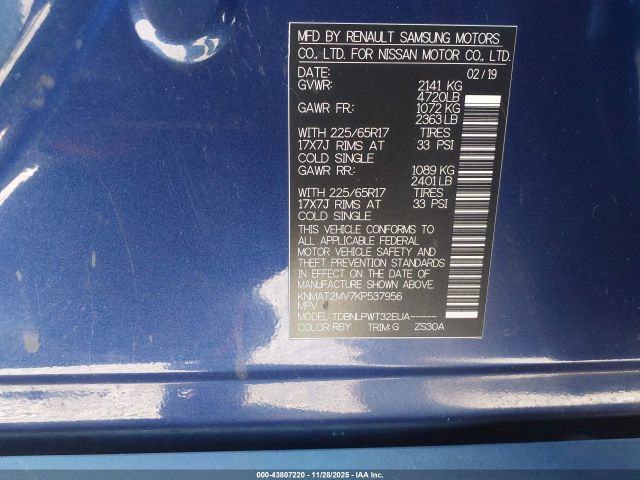 MFD BY RENAULT SAMSUNG MOTORS
CO., LTD. FOR NISSAN MOTOR CO., LTD.
DATE: 02/19
GVWR: 2141 KG
4720LB
GAWR FR: 1072 KG
2363LB
WITH 225/65R17 TIRES
17X7J RIMS AT 33 PSI
COLD SINGLE
GAWR RR: 1089 KG
2401LB
WITH 225/65R17 TIRES
17X7J RIMS AT 33 PSI
COLD SINGLE
THIS VEHICLE CONFORMS TO
ALL APPLICABLE FEDERAL
MOTOR VEHICLE SAFETY AND
THEFT PREVENTION STANDARDS
IN EFFECT ON THE DATE OF
MANUFACTURE SHOWN ABOVE.
KNMAT2MV7KP537956
MPV
MODEL: TDBNLPWT32EUA-----
COLOR:RBY TRIM:G ZS30A
000-43807220 - 11/28/2025 - IAAI.com